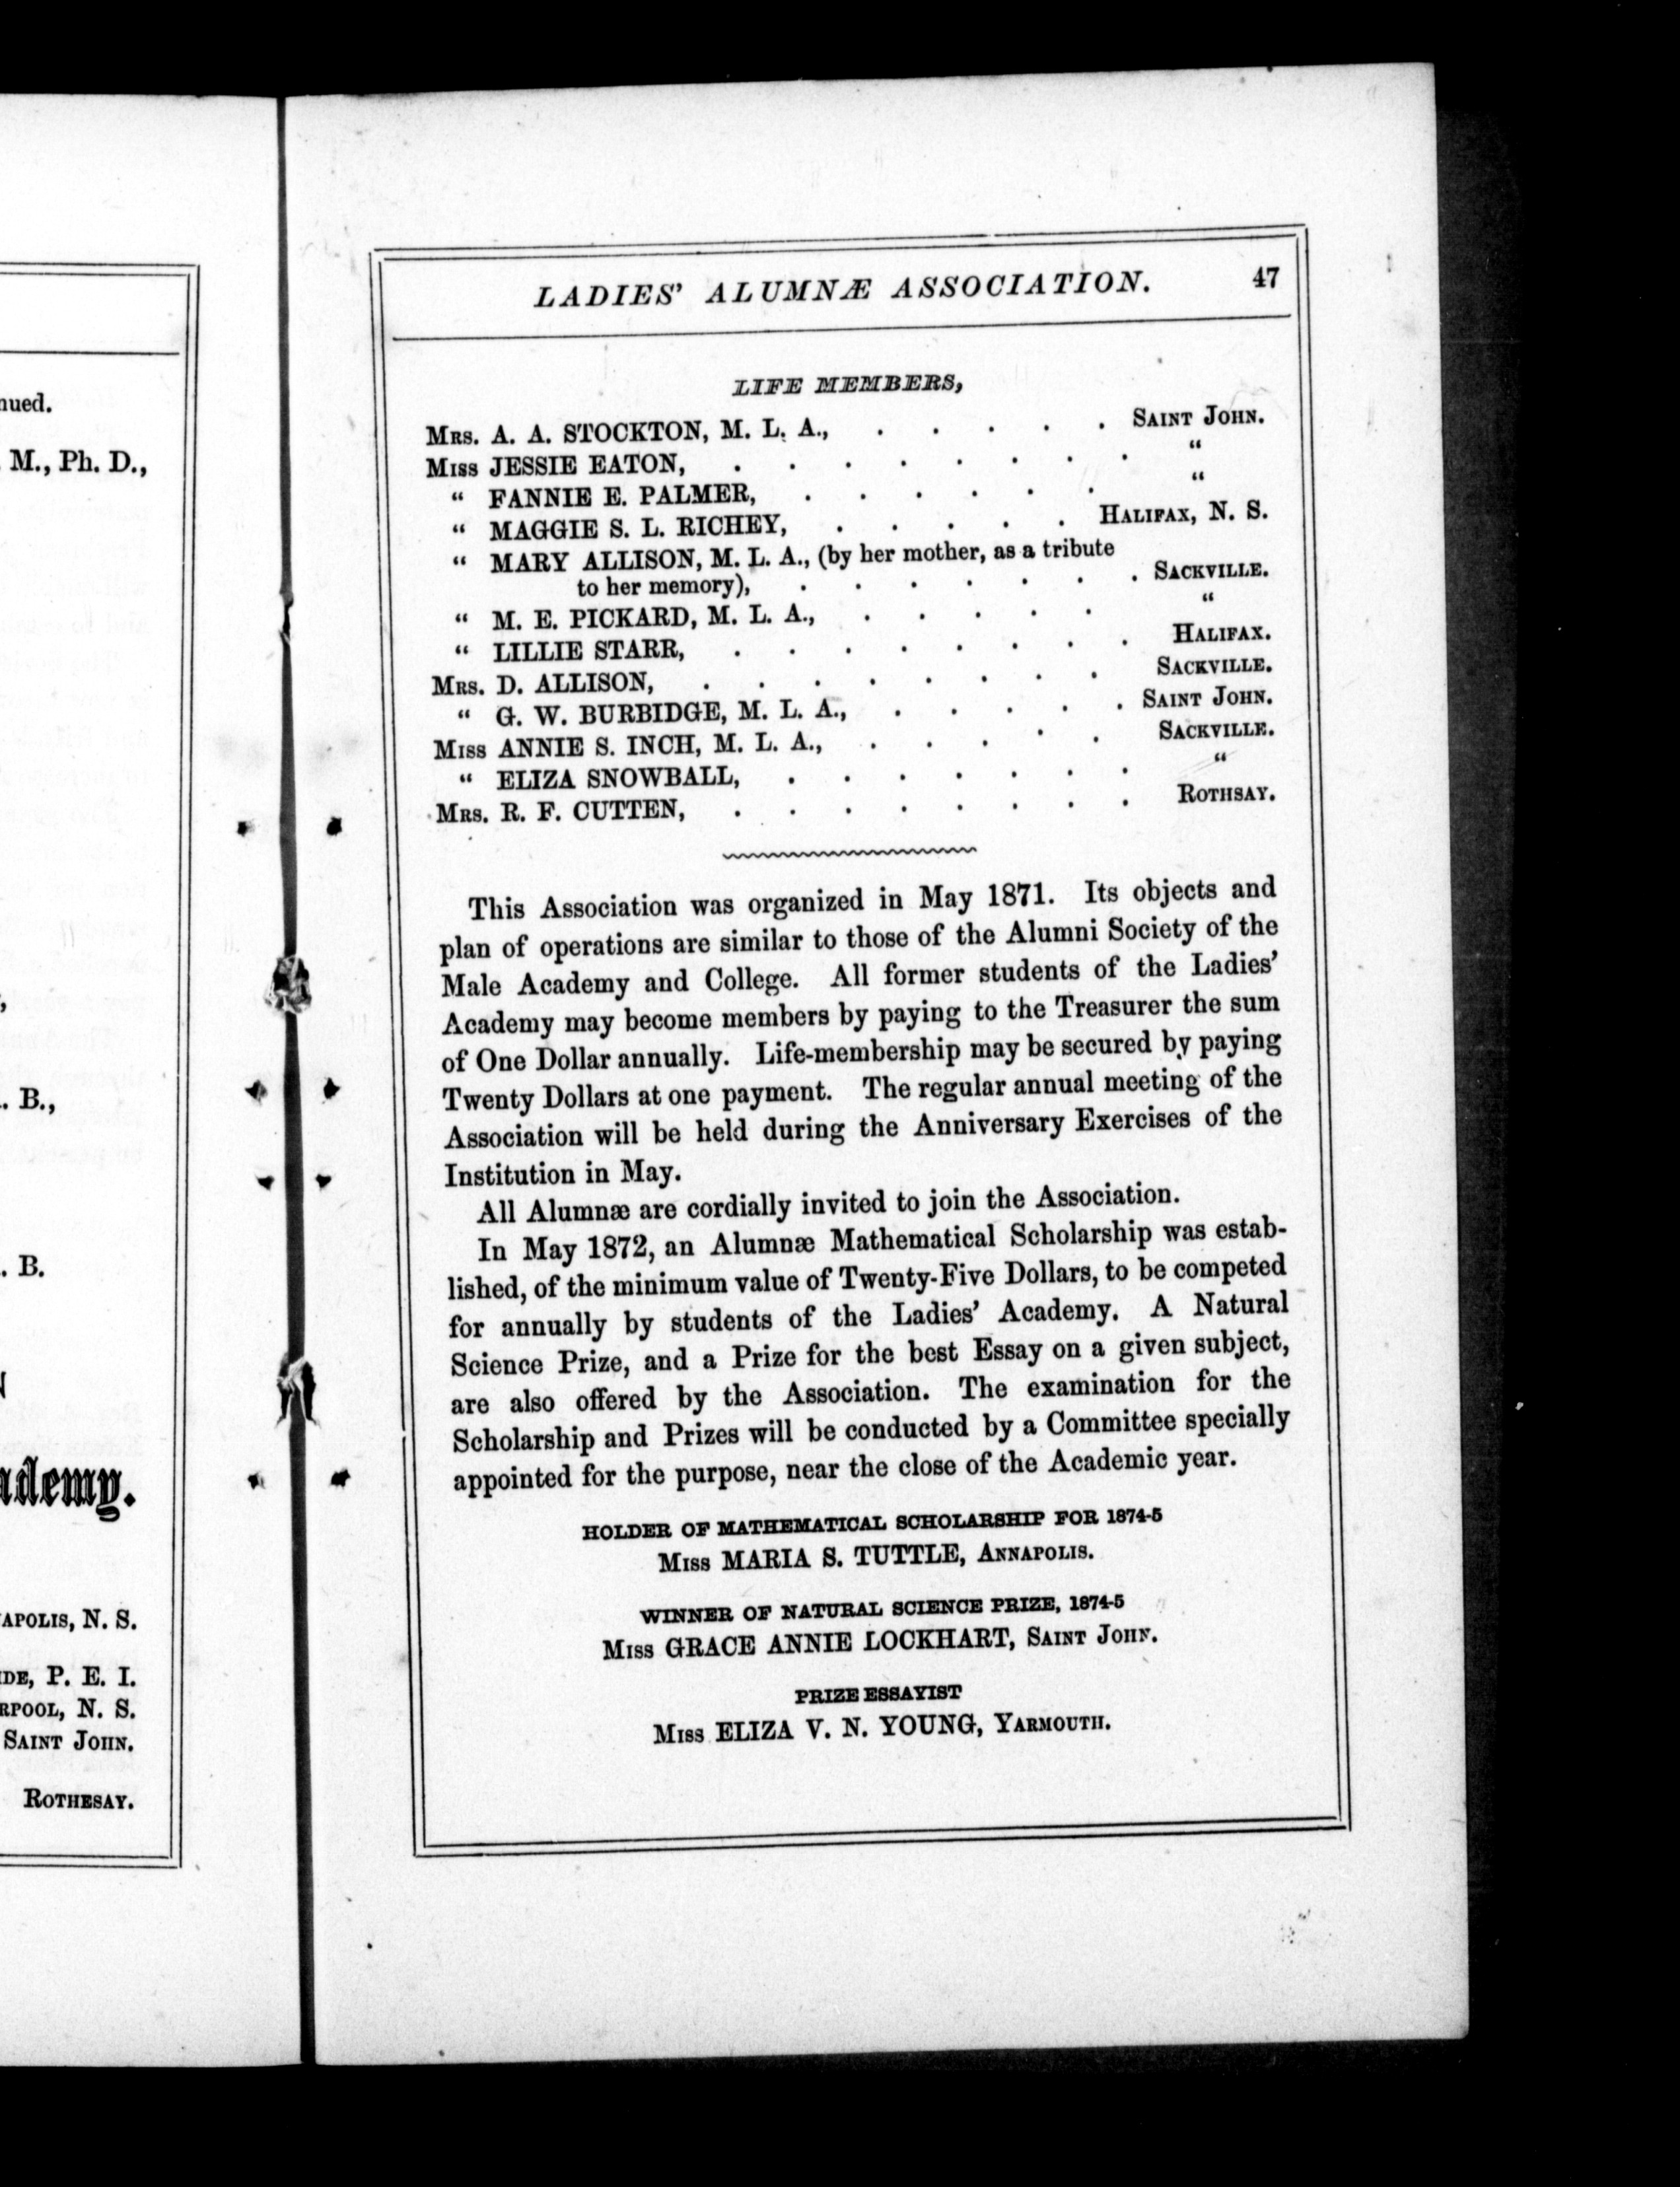 nued.
M., Ph. D.,
. B.,
. B.
ademy.
APOLIS, N. S.
IDE, P. E. I.
RPOOL, N. S.
SAINT JOHN.
ROTHESAY.
LADIES' ALUMNÆ ASSOCIATION. 47
LIFE MEMBERS,
MRS. A. A. STOCKTON, M. L. A., . . . . . SAINT JOHN.
MISS JESSIE EATON, . . . . . . . . “
“ FANNIE E. PALMER, . . . . . . “
“ MAGGIE S. L. RICHEY, . . . . . HALIFAX, N. S.
“ MARY ALLISON, M. L. A., (by her mother, as a tribute
to her memory), . . . . . . . SACKVILLE.
“ M. E. PICKARD, M. L. A., . . . . . “
“ LILLIE STARR, . . . . . . . . HALIFAX.
MRS. D. ALLISON, . . . . . . . . SACKVILLE.
“ G. W. BURBIDGE, M. L. A., . . . . . SAINT JOHN.
MISS ANNIE S. INCH, M. L. A., . . . . . SACKVILLE.
“ ELIZA SNOWBALL, . . . . . . . “
MRS. R. F. CUTTEN, . . . . . . . . ROTHSAY.
This Association was organized in May 1871. Its objects and
plan of operations are similar to those of the Alumni Society of the
Male Academy and College. All former students of the Ladies'
Academy may become members by paying to the Treasurer the sum
of One Dollar annually. Life-membership may be secured by paying
Twenty Dollars at one payment. The regular annual meeting of the
Association will be held during the Anniversary Exercises of the
Institution in May.
All Alumnæ are cordially invited to join the Association.
In May 1872, an Alumnæ Mathematical Scholarship was estab-
lished, of the minimum value of Twenty-Five Dollars, to be competed
for annually by students of the Ladies' Academy. A Natural
Science Prize, and a Prize for the best Essay on a given subject,
are also offered by the Association. The examination for the
Scholarship and Prizes will be conducted by a Committee specially
appointed for the purpose, near the close of the Academic year.
HOLDER OF MATHEMATICAL SCHOLARSHIP FOR 1874-5
MISS MARIA S. TUTTLE, ANNAPOLIS.
WINNER OF NATURAL SCIENCE PRIZE, 1874-5
MISS GRACE ANNIE LOCKHART, SAINT JOHN.
PRIZE ESSAYIST
MISS ELIZA V. N. YOUNG, YARMOUTH.